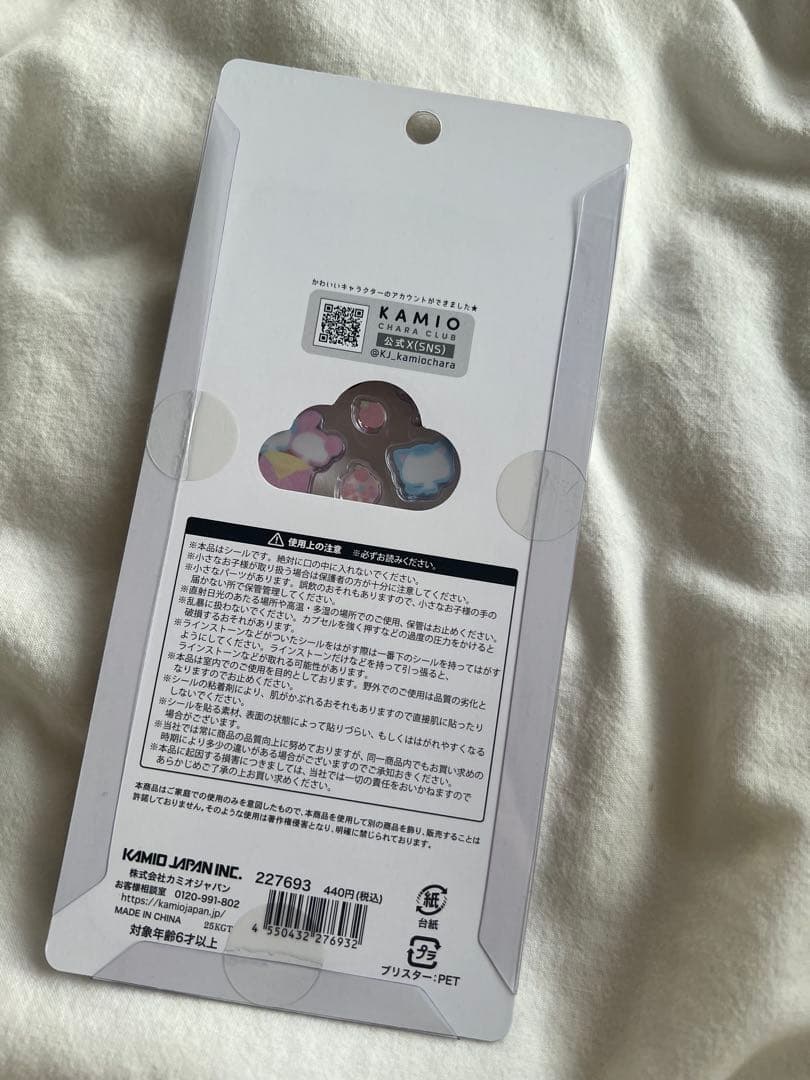 かわいいキャラクターのアカウントができました★
KAMIO
CHARA CLUB
公式X(SNS)
@KJ_kamiochara
使用上の注意 ※必ずお読みください。
※本品はシールです。絶対に口の中に入れないでください。
※小さなお子様が取り扱う場合は保護者の方が十分に注意してください。
※小さなパーツがあります。誤飲のおそれもありますので、小さなお子様の手の
届かない所で保管管理してください。
※直射日光のあたる場所や高温・多湿の場所でのご使用、保管はお止めください。
※乱暴に扱わないでください。カプセルを強く押すなどの過度の圧力をかけると
破損するおそれがあります。
※ラインストーンなどがついたシールをはがす際は一番下のシールを持ってはがす
ようにしてください。ラインストーンだけなどを持って引っ張ると、
ラインストーンなどが取れる可能性があります。
※本品は室内でのご使用を目的としております。野外でのご使用は品質の劣化と
なりますのでお止めください。
※シールの粘着剤により、肌がかぶれるおそれもありますので直接肌に貼ったり
しないでください。
※シールを貼る素材、表面の状態によって貼りづらい、もしくははがれやすくなる
場合がございます。
※当社では常に商品の品質向上に努めておりますが、同一商品内でもお買い求めの
時期により多少の違いがある場合がございますのでご承知おきください。
※本品に起因する損害につきましては、当社では一切の責任をおいかねますので
あらかじめご了承の上お買い求めください。
本商品はご家庭での使用のみを意図したもので、本商品を使用して別の商品を飾り、販売することは
許諾しておりません。そのような使用は著作権侵害となり、明確に禁じられております。
KAMIO JAPAN INC.
株式会社カミオジャパン
お客様相談室 0120-991-802
https://kamiojapan.jp/
MADE IN CHINA 25KGT
対象年齢6才以上
227693 440円(税込)
4 550432 276932
紙
台紙
プラ
ブリスター:PET